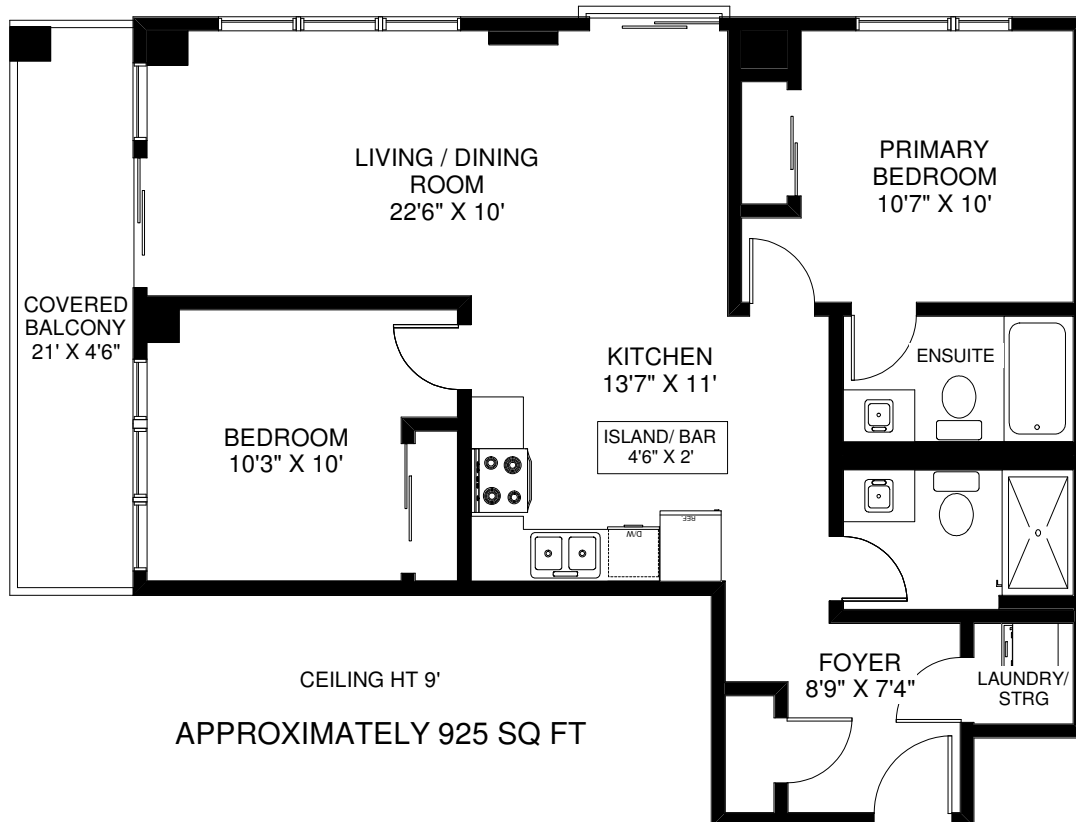 LIVING / DINING
ROOM
22'6" X 10'
PRIMARY
BEDROOM
10'7" X 10'
COVERED
BALCONY
21' X 4'6"
KITCHEN
13'7" X 11'
ENSUITE
BEDROOM
10'3" X 10'
ISLAND/ BAR
4'6" X 2'
D/W
REF.
FOYER
8'9" X 7'4"
LAUNDRY/
STRG
CEILING HT 9'
APPROXIMATELY 925 SQ FT